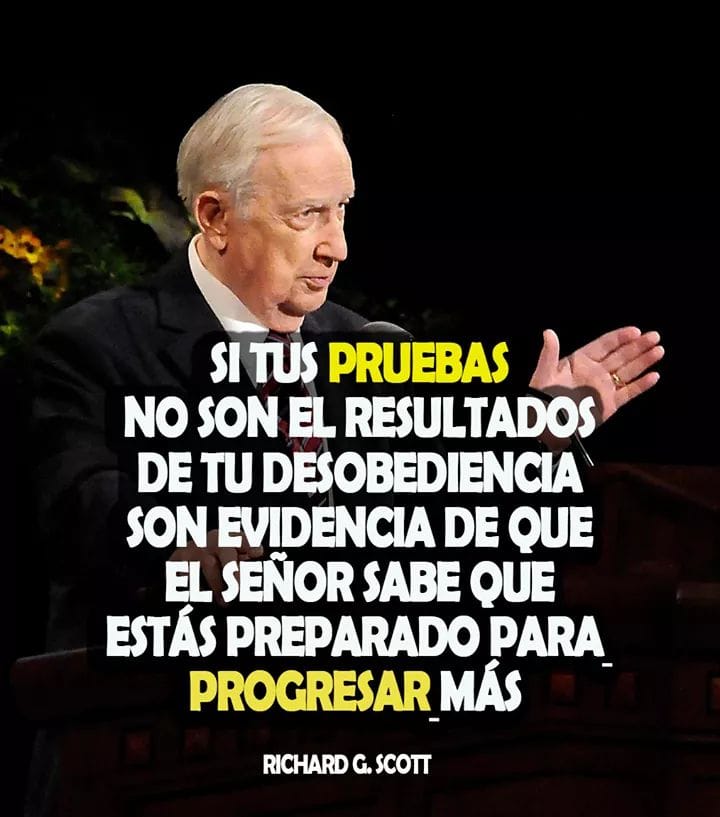 SI TUS PRUEBAS
NO SON EL RESULTADOS
DE TU DESOBEDIENCIA
SON EVIDENCIA DE QUE
EL SEÑOR SABE QUE
ESTÁS PREPARADO PARA
PROGRESAR MÁS
RICHARD G. SCOTT